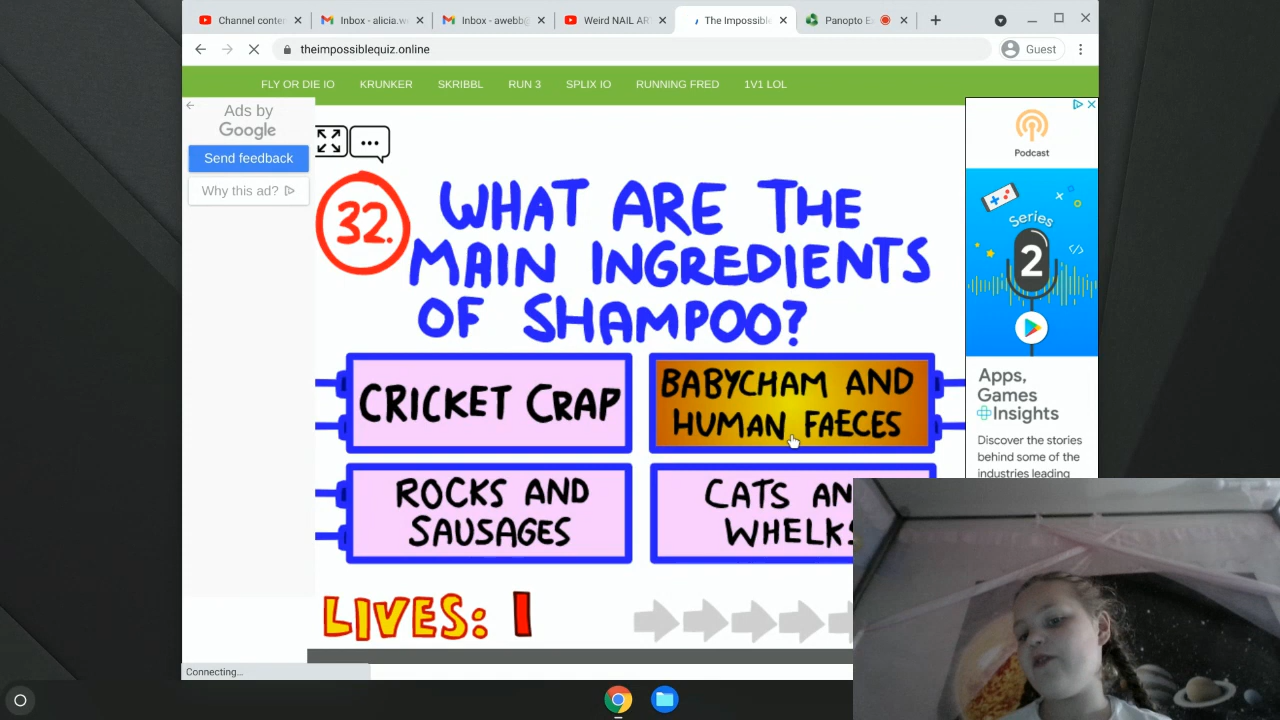 Channel conte
Inbox - alicia.w
Inbox - awebb@
Weird NAIL AR
The Impossible
Panopto E
theimpossiblequiz.online
Guest
FLY OR DIE IO
KRUNKER
SKRIBBL
RUN 3
SPLIX IO
RUNNING FRED
1V1 LOL
Ads by
Google
Send feedback
Why this ad?
32.
WHAT ARE THE
MAIN INGREDIENTS
OF SHAMPOO?
CRICKET CRAP
BABYCHAM AND
HUMAN FAECES
ROCKS AND
SAUSAGES
CATS AN
WHELKS
LIVES: 1
Podcast
Series
2
Apps,
Games
Insights
Discover the stories
behind some of the
industries leading
Connecting...